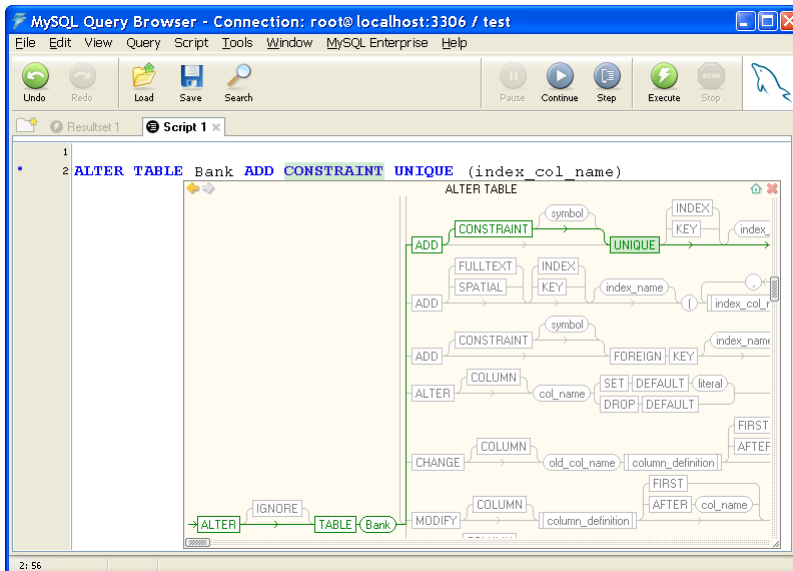 MySQL Query Browser - Connection: root@localhost:3306 / test
File Edit View Query Script Tools Window MySQL Enterprise Help
Undo Redo Load Save Search Pause Continue Step Execute Stop
Resultset 1 Script 1
1
2 ALTER TABLE Bank ADD CONSTRAINT UNIQUE (index_col_name)
ALTER TABLE
symbol INDEX
CONSTRAINT KEY index_
ADD UNIQUE
FULLTEXT INDEX
SPATIAL KEY index_name ,
ADD ( index_col_r
symbol
CONSTRAINT index_name
ADD FOREIGN KEY
COLUMN SET DEFAULT literal
ALTER col_name
DROP DEFAULT
FIRST
COLUMN AFTER
CHANGE old_col_name column_definition
FIRST
IGNORE COLUMN AFTER col_name
ALTER TABLE Bank MODIFY column_definition
2: 56